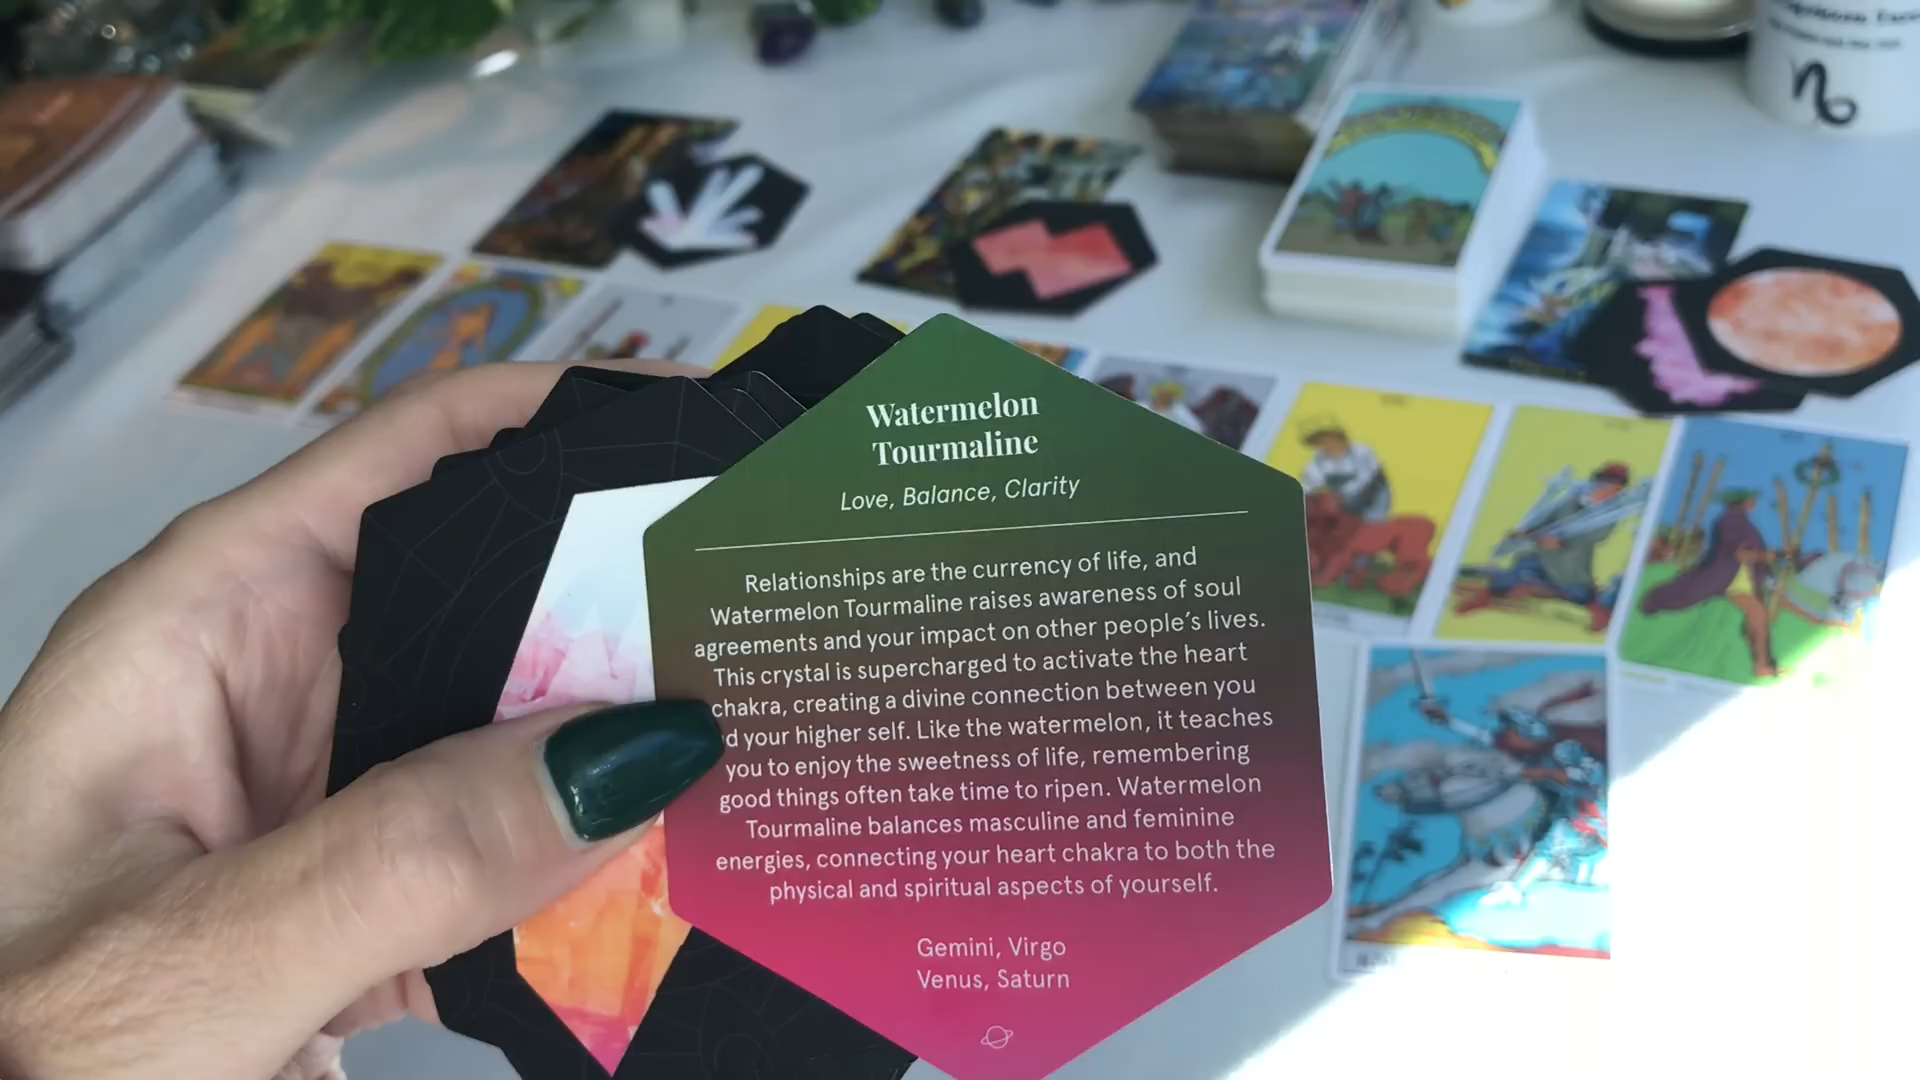 Watermelon
Tourmaline
Love, Balance, Clarity
Relationships are the currency of life, and
Watermelon Tourmaline raises awareness of soul
agreements and your impact on other people's lives.
This crystal is supercharged to activate the heart
chakra, creating a divine connection between you
d your higher self. Like the watermelon, it teaches
you to enjoy the sweetness of life, remembering
good things often take time to ripen. Watermelon
Tourmaline balances masculine and feminine
energies, connecting your heart chakra to both the
physical and spiritual aspects of yourself.
Gemini, Virgo
Venus, Saturn